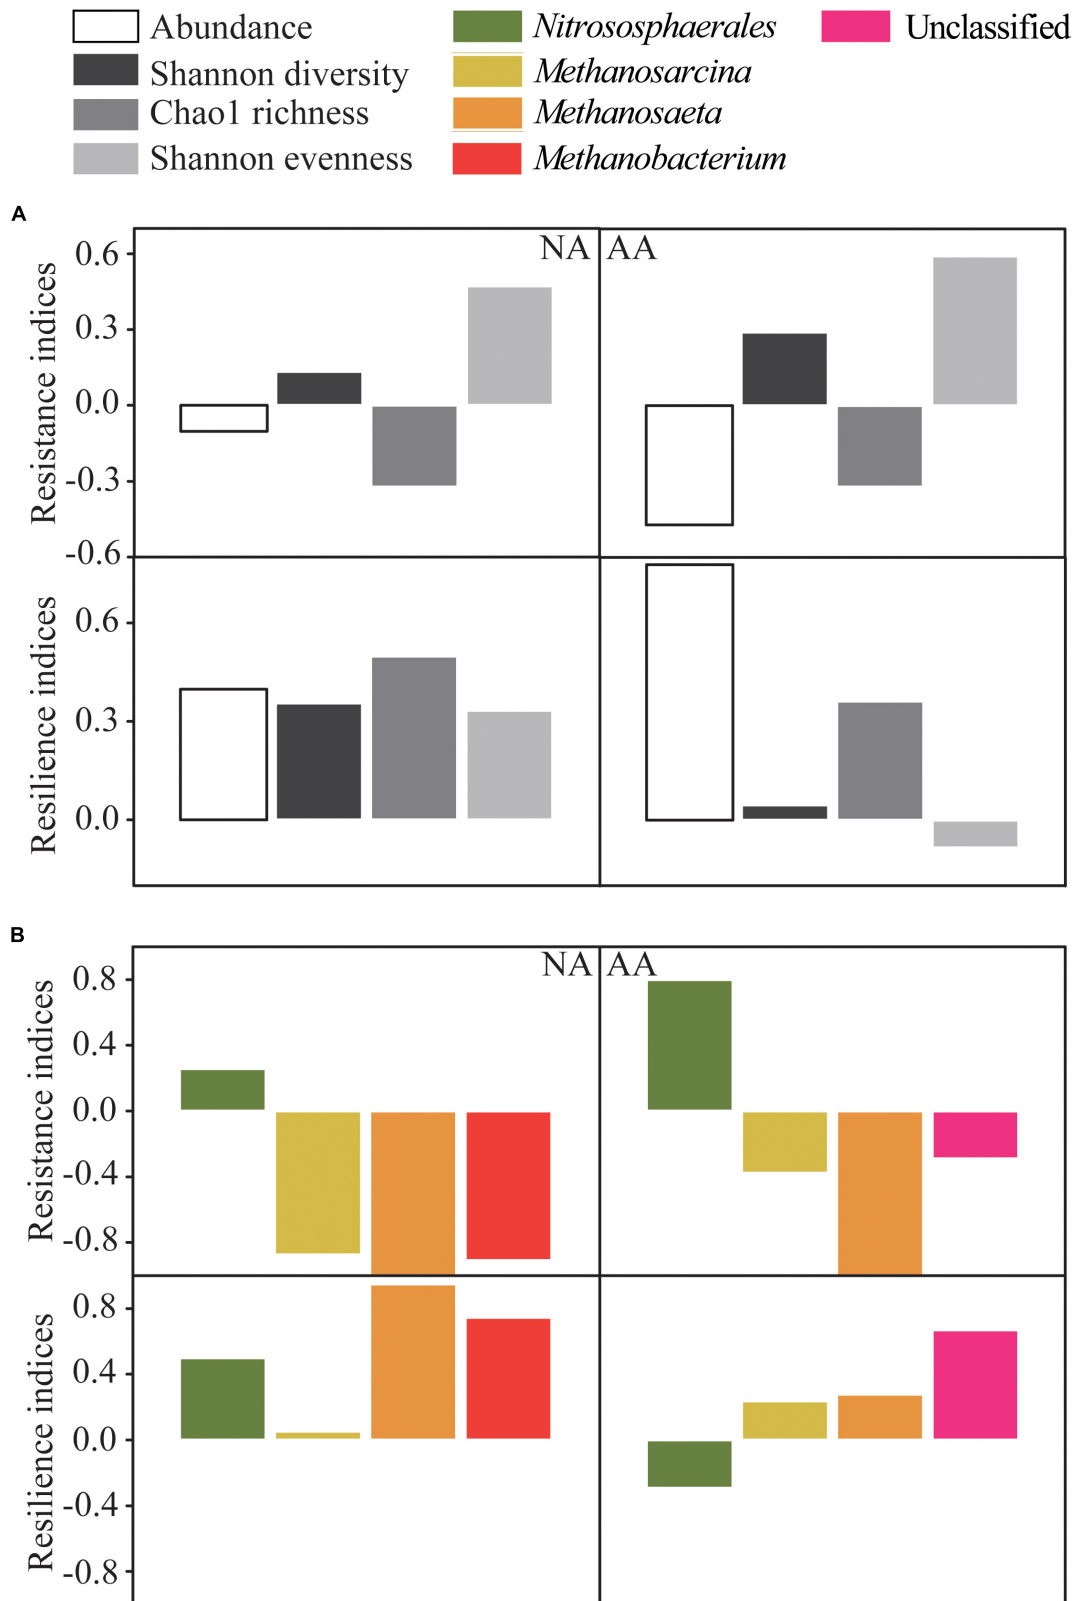 Abundance
Shannon diversity
Chao1 richness
Shannon evenness
Nitrososphaerales
Methanosarcina
Methanosaeta
Methanobacterium
Unclassified
A
NA
AA
Resistance indices
0.6
0.3
0.0
-0.3
-0.6
Resilience indices
0.6
0.3
0.0
B
NA
AA
Resistance indices
0.8
0.4
0.0
-0.4
-0.8
Resilience indices
0.8
0.4
0.0
-0.4
-0.8